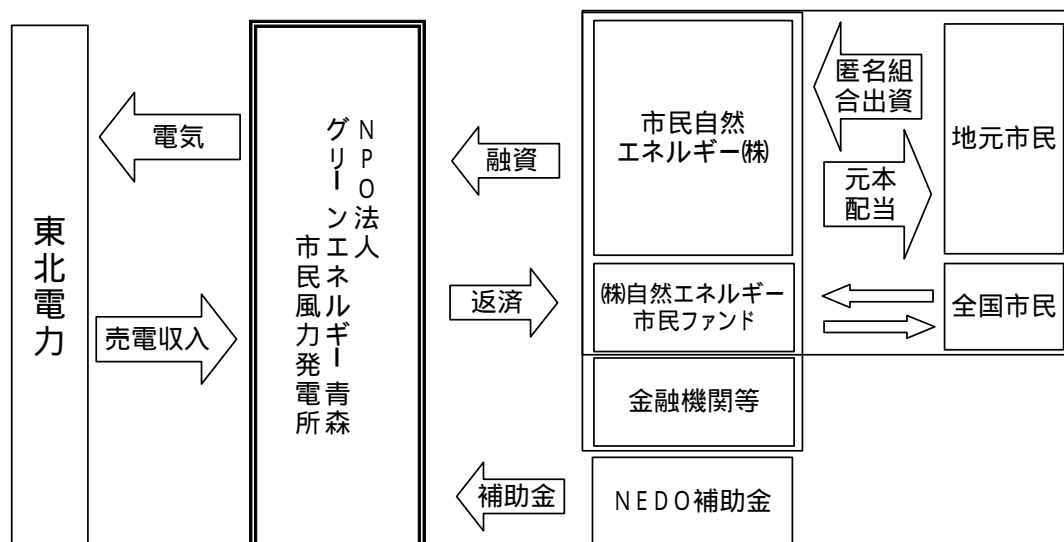 東北電力
電気
売電収入
NPO法人
グリーンエネルギー青森
市民風力発電所
融資
返済
補助金
市民自然
エネルギー㈱
㈱自然エネルギー
市民ファンド
金融機関等
NEDO補助金
匿名組
合出資
元本
配当
地元市民
全国市民